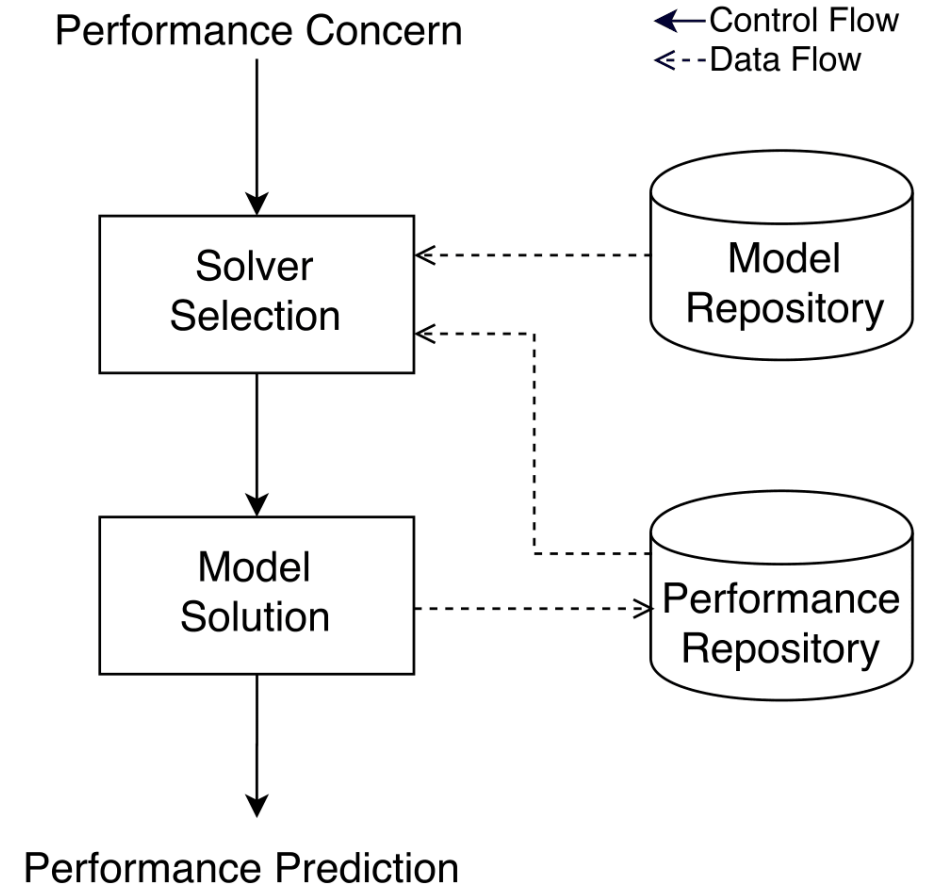 Performance Concern
Control Flow
Data Flow
Solver
Selection
Model
Repository
Model
Solution
Performance
Repository
Performance Prediction